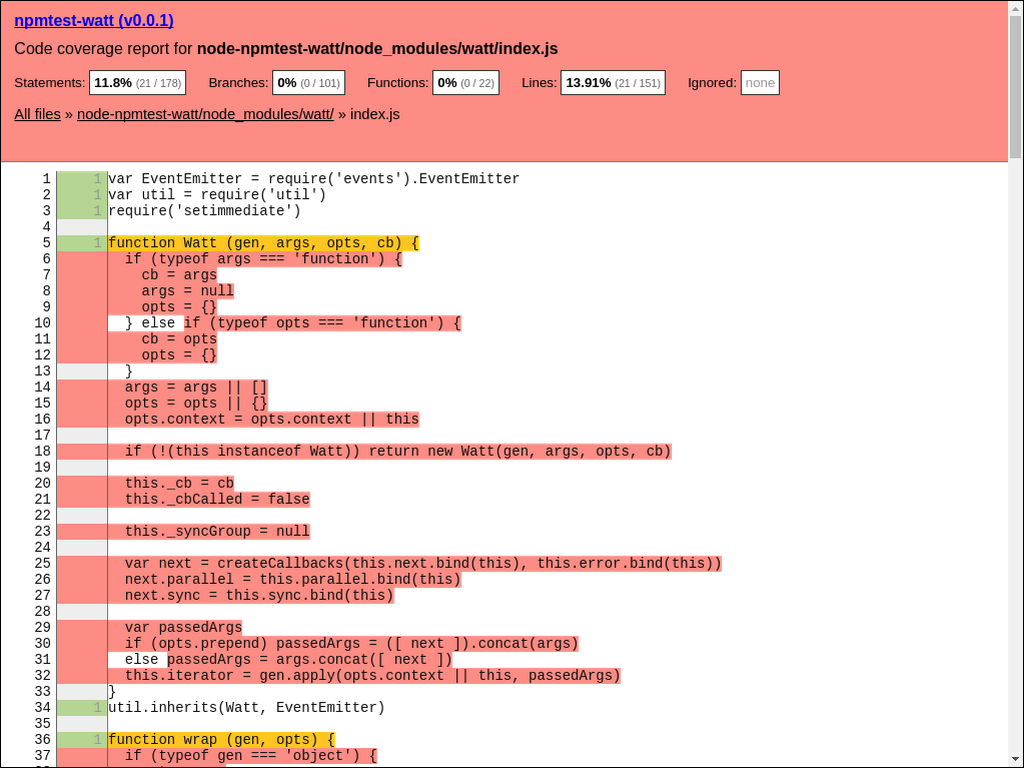 npmtest-watt (v0.0.1)
Code coverage report for node-npmtest-watt/node_modules/watt/index.js
Statements: 11.8% (21 / 178) Branches: 0% (0 / 101) Functions: 0% (0 / 22) Lines: 13.91% (21 / 151) Ignored: none
All files » node-npmtest-watt/node_modules/watt/ » index.js
1 1 var EventEmitter = require('events').EventEmitter
2 1 var util = require('util')
3 1 require('setimmediate')
4
5 1 function Watt (gen, args, opts, cb) {
6 if (typeof args === 'function') {
7 cb = args
8 args = null
9 opts = {}
10 } else if (typeof opts === 'function') {
11 cb = opts
12 opts = {}
13 }
14 args = args || []
15 opts = opts || {}
16 opts.context = opts.context || this
17
18 if (!(this instanceof Watt)) return new Watt(gen, args, opts, cb)
19
20 this._cb = cb
21 this._cbCalled = false
22
23 this._syncGroup = null
24
25 var next = createCallbacks(this.next.bind(this), this.error.bind(this))
26 next.parallel = this.parallel.bind(this)
27 next.sync = this.sync.bind(this)
28
29 var passedArgs
30 if (opts.prepend) passedArgs = ([ next ]).concat(args)
31 else passedArgs = args.concat([ next ])
32 this.iterator = gen.apply(opts.context || this, passedArgs)
33 }
34 1 util.inherits(Watt, EventEmitter)
35
36 1 function wrap (gen, opts) {
37 if (typeof gen === 'object') {